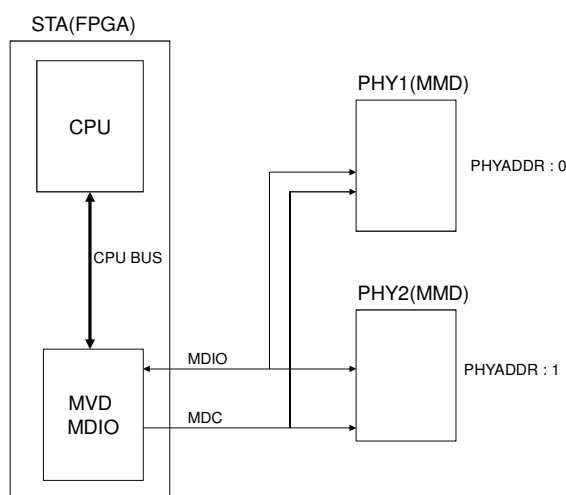 STA(FPGA)
CPU
CPU BUS
MVD
MDIO
MDIO
MDC
PHY1(MMD)
PHYADDR : 0
PHY2(MMD)
PHYADDR : 1